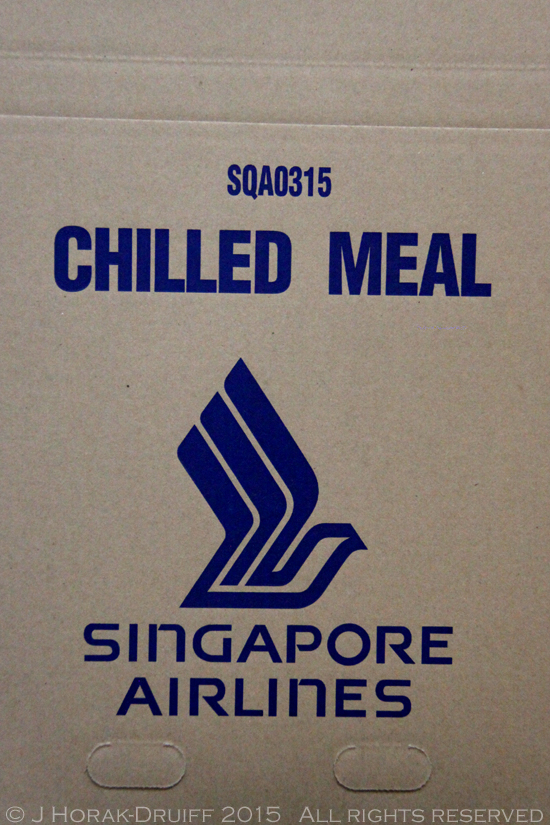 SQA0315
CHILLED MEAL
SINGAPORE
AIRLINES
© J HORAK-DRUIFF 2015 ALL RIGHTS RESERVED